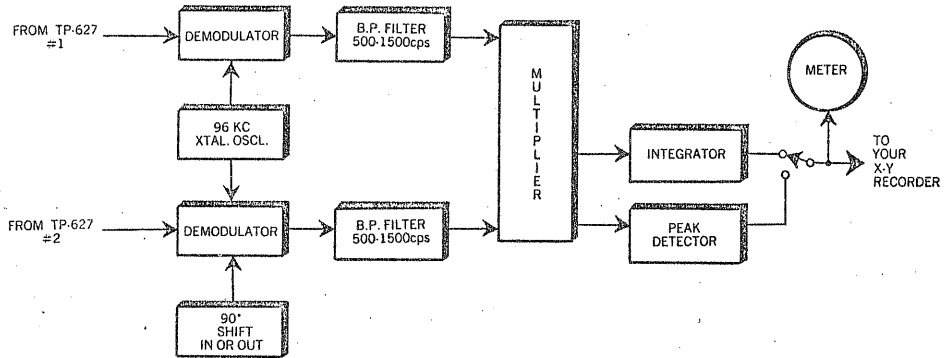 FROM TP-627
#1
DEMODULATOR
B.P. FILTER
500-1500cps
MULTIPLIER
METER
96 KC
XTAL. OSCL.
INTEGRATOR
TO
YOUR
X-Y
RECORDER
FROM TP-627
#2
DEMODULATOR
B.P. FILTER
500-1500cps
PEAK
DETECTOR
90°
SHIFT
IN OR OUT